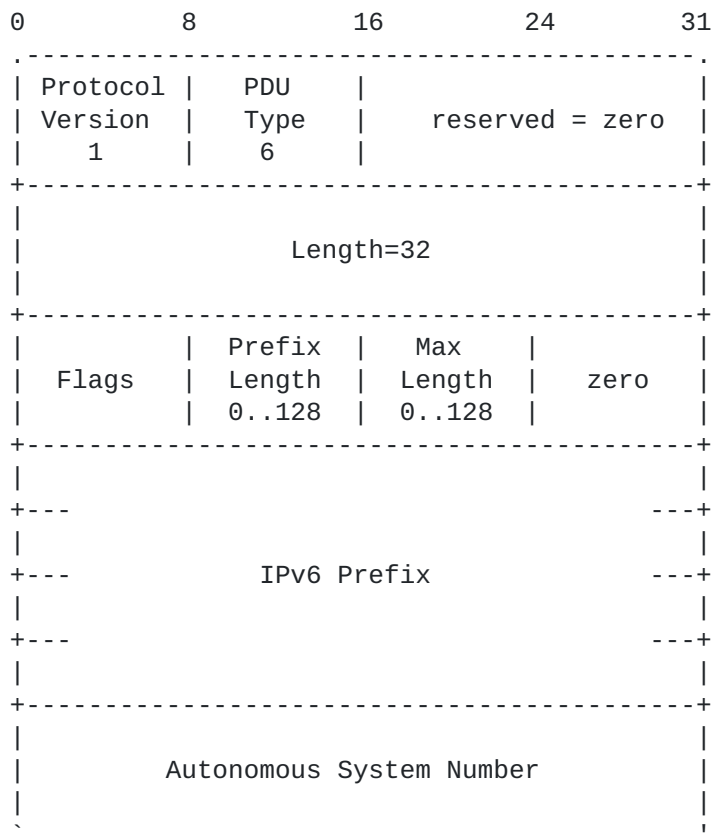 0 8 16 24 31
.-------------------------------------------.
| Protocol | PDU | |
| Version | Type | reserved = zero |
| 1 | 6 | |
+-------------------------------------------+
| |
| Length=32 |
| |
+-------------------------------------------+
| | Prefix | Max | |
| Flags | Length | Length | zero |
| | 0..128 | 0..128 | |
+-------------------------------------------+
| |
+--- ---+
| |
+--- IPv6 Prefix ---+
| |
+--- ---+
| |
+-------------------------------------------+
| |
| Autonomous System Number |
| |
`-------------------------------------------'